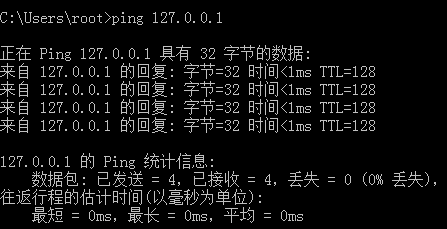 C:\Users\root>ping 127.0.0.1
正在 Ping 127.0.0.1 具有 32 字节的数据:
来自 127.0.0.1 的回复: 字节=32 时间<1ms TTL=128
来自 127.0.0.1 的回复: 字节=32 时间<1ms TTL=128
来自 127.0.0.1 的回复: 字节=32 时间<1ms TTL=128
来自 127.0.0.1 的回复: 字节=32 时间<1ms TTL=128
127.0.0.1 的 Ping 统计信息:
数据包: 已发送 = 4，已接收 = 4，丢失 = 0 (0% 丢失)，
往返行程的估计时间(以毫秒为单位):
最短 = 0ms，最长 = 0ms，平均 = 0ms